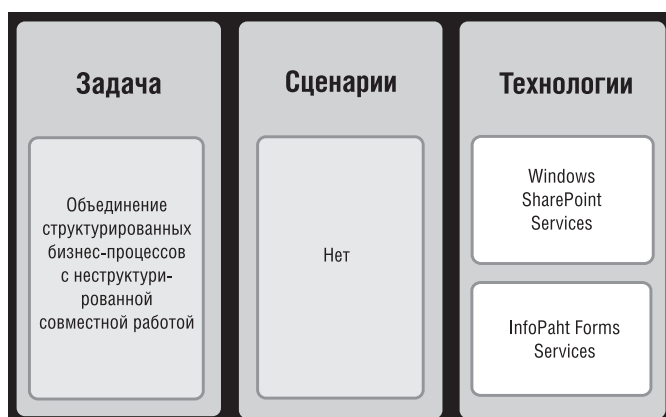 Задача
Объединение
структурированных
бизнес-процессов
с неструктури-
рованной
совместной работой
Сценарии
Нет
Технологии
Windows
SharePoint
Services
InfoPaht Forms
Services